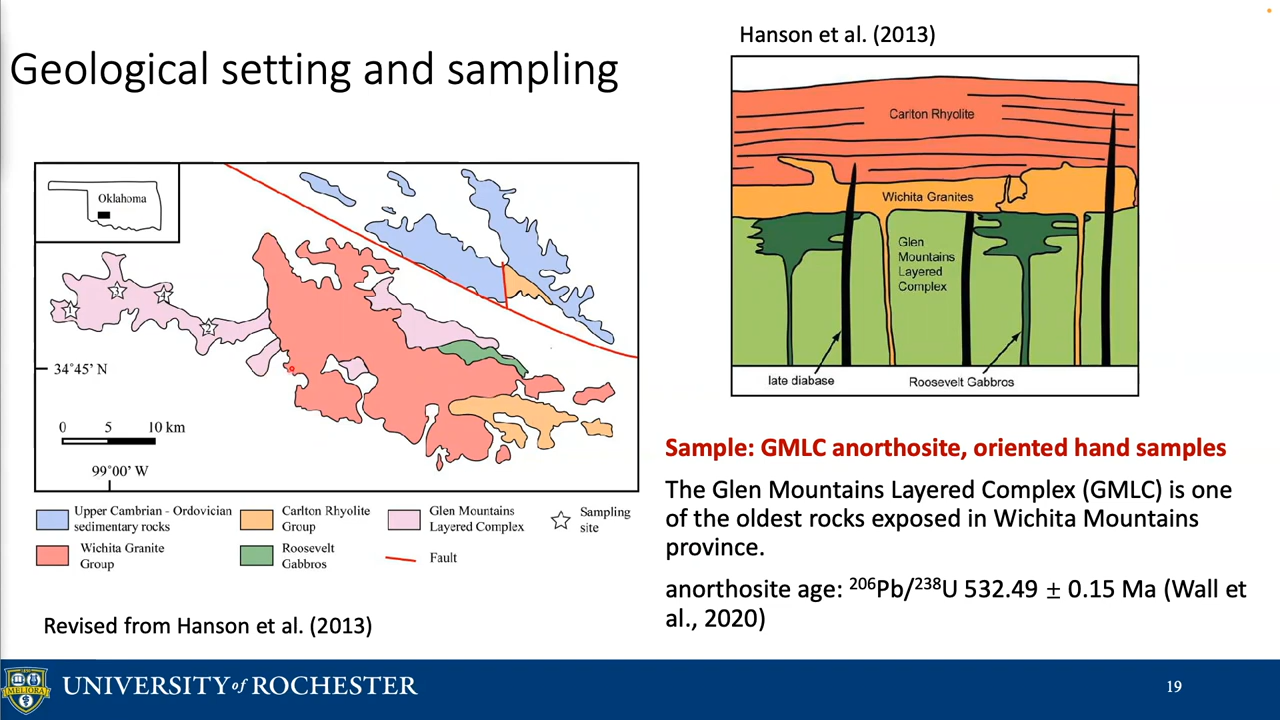 Geological setting and sampling
Oklahoma
1
3
4
2
34°45' N
0 5 10 km
99°00' W
Upper Cambrian - Ordovician
sedimentary rocks
Carlton Rhyolite
Group
Glen Mountains
Layered Complex
Sampling
site
Wichita Granite
Group
Roosevelt
Gabbros
Fault
Revised from Hanson et al. (2013)
Hanson et al. (2013)
Carlton Rhyolite
Wichita Granites
Glen
Mountains
Layered
Complex
late diabase
Roosevelt Gabbros
Sample: GMLC anorthosite, oriented hand samples
The Glen Mountains Layered Complex (GMLC) is one
of the oldest rocks exposed in Wichita Mountains
province.
anorthosite age: ²⁰⁶Pb/²³⁸U 532.49 ± 0.15 Ma (Wall et
al., 2020)
MELIORA
UNIVERSITY of ROCHESTER
19